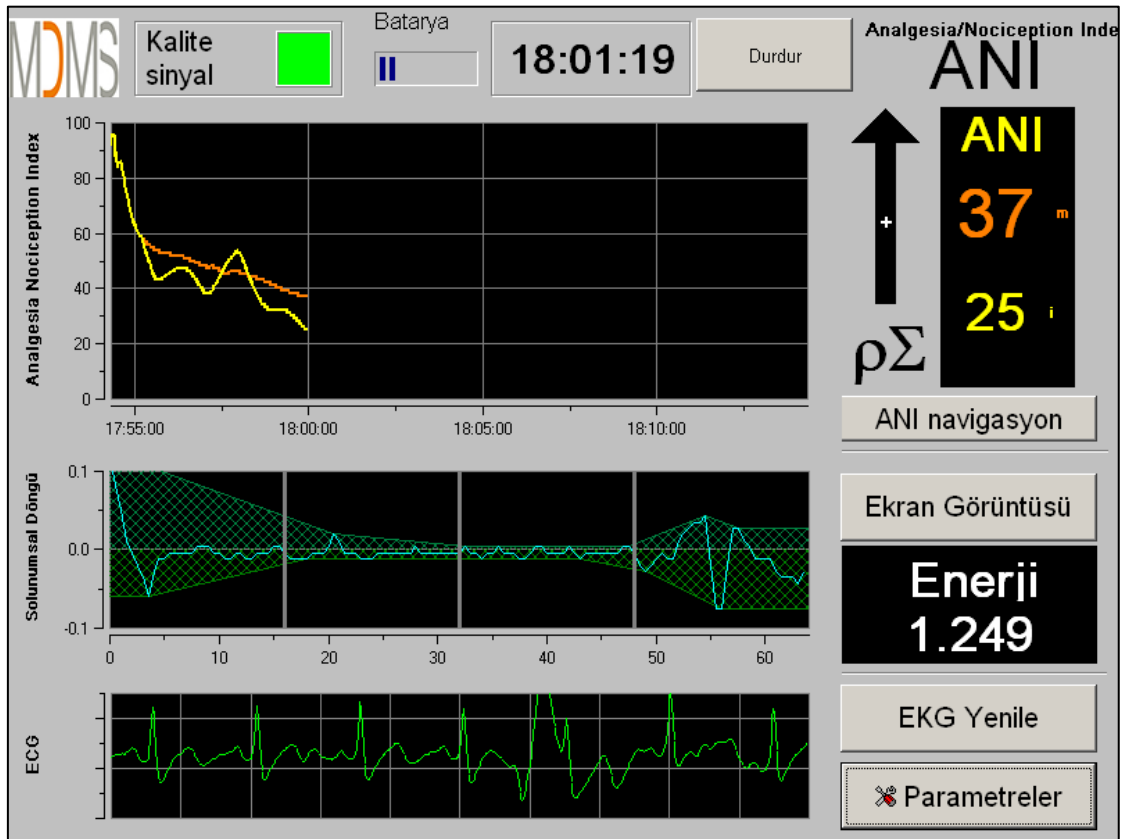 MDMS
Kalite
sinyal
Batarya
18:01:19
Durdur
Analgesia/Nociception Inde
ANI
ANI
37 m
25 i
+
ρΣ
ANI navigasyon
Analgesia Nociception Index
100
80
60
40
20
0
17:55:00 18:00:00 18:05:00 18:10:00
Solunumsal Döngü
0.1
0.0
-0.1
0 10 20 30 40 50 60
Ekran Görüntüsü
Enerji
1.249
ECG
EKG Yenile
Parametreler